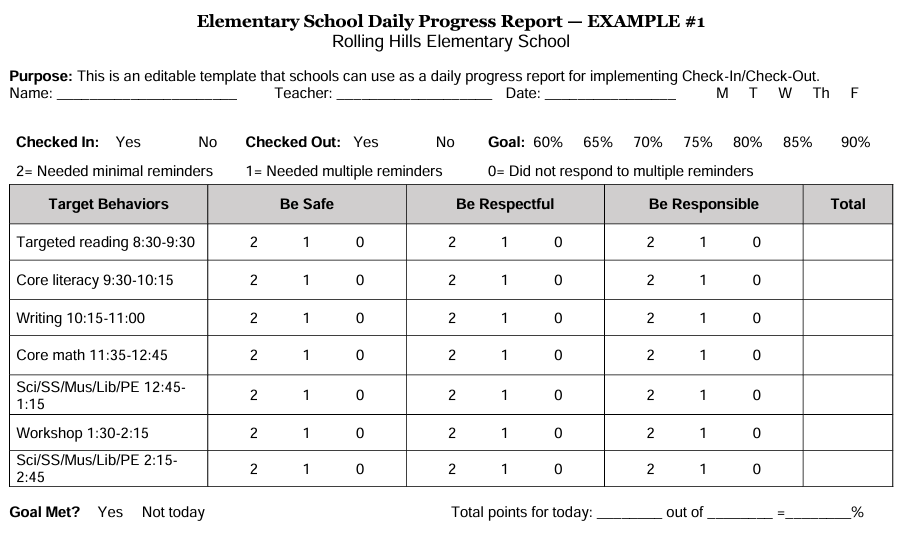 Elementary School Daily Progress Report — EXAMPLE #1
Rolling Hills Elementary School
Purpose: This is an editable template that schools can use as a daily progress report for implementing Check-In/Check-Out.
Name: ______________________ Teacher: ___________________ Date: ________________ M T W Th F
Checked In: Yes No Checked Out: Yes No Goal: 60% 65% 70% 75% 80% 85% 90%
2= Needed minimal reminders 1= Needed multiple reminders 0= Did not respond to multiple reminders
Target Behaviors Be Safe Be Respectful Be Responsible Total
Targeted reading 8:30-9:30 2 1 0 2 1 0 2 1 0
Core literacy 9:30-10:15 2 1 0 2 1 0 2 1 0
Writing 10:15-11:00 2 1 0 2 1 0 2 1 0
Core math 11:35-12:45 2 1 0 2 1 0 2 1 0
Sci/SS/Mus/Lib/PE 12:45-
1:15 2 1 0 2 1 0 2 1 0
Workshop 1:30-2:15 2 1 0 2 1 0 2 1 0
Sci/SS/Mus/Lib/PE 2:15-
2:45 2 1 0 2 1 0 2 1 0
Goal Met? Yes Not today Total points for today: ________ out of ________ =________%